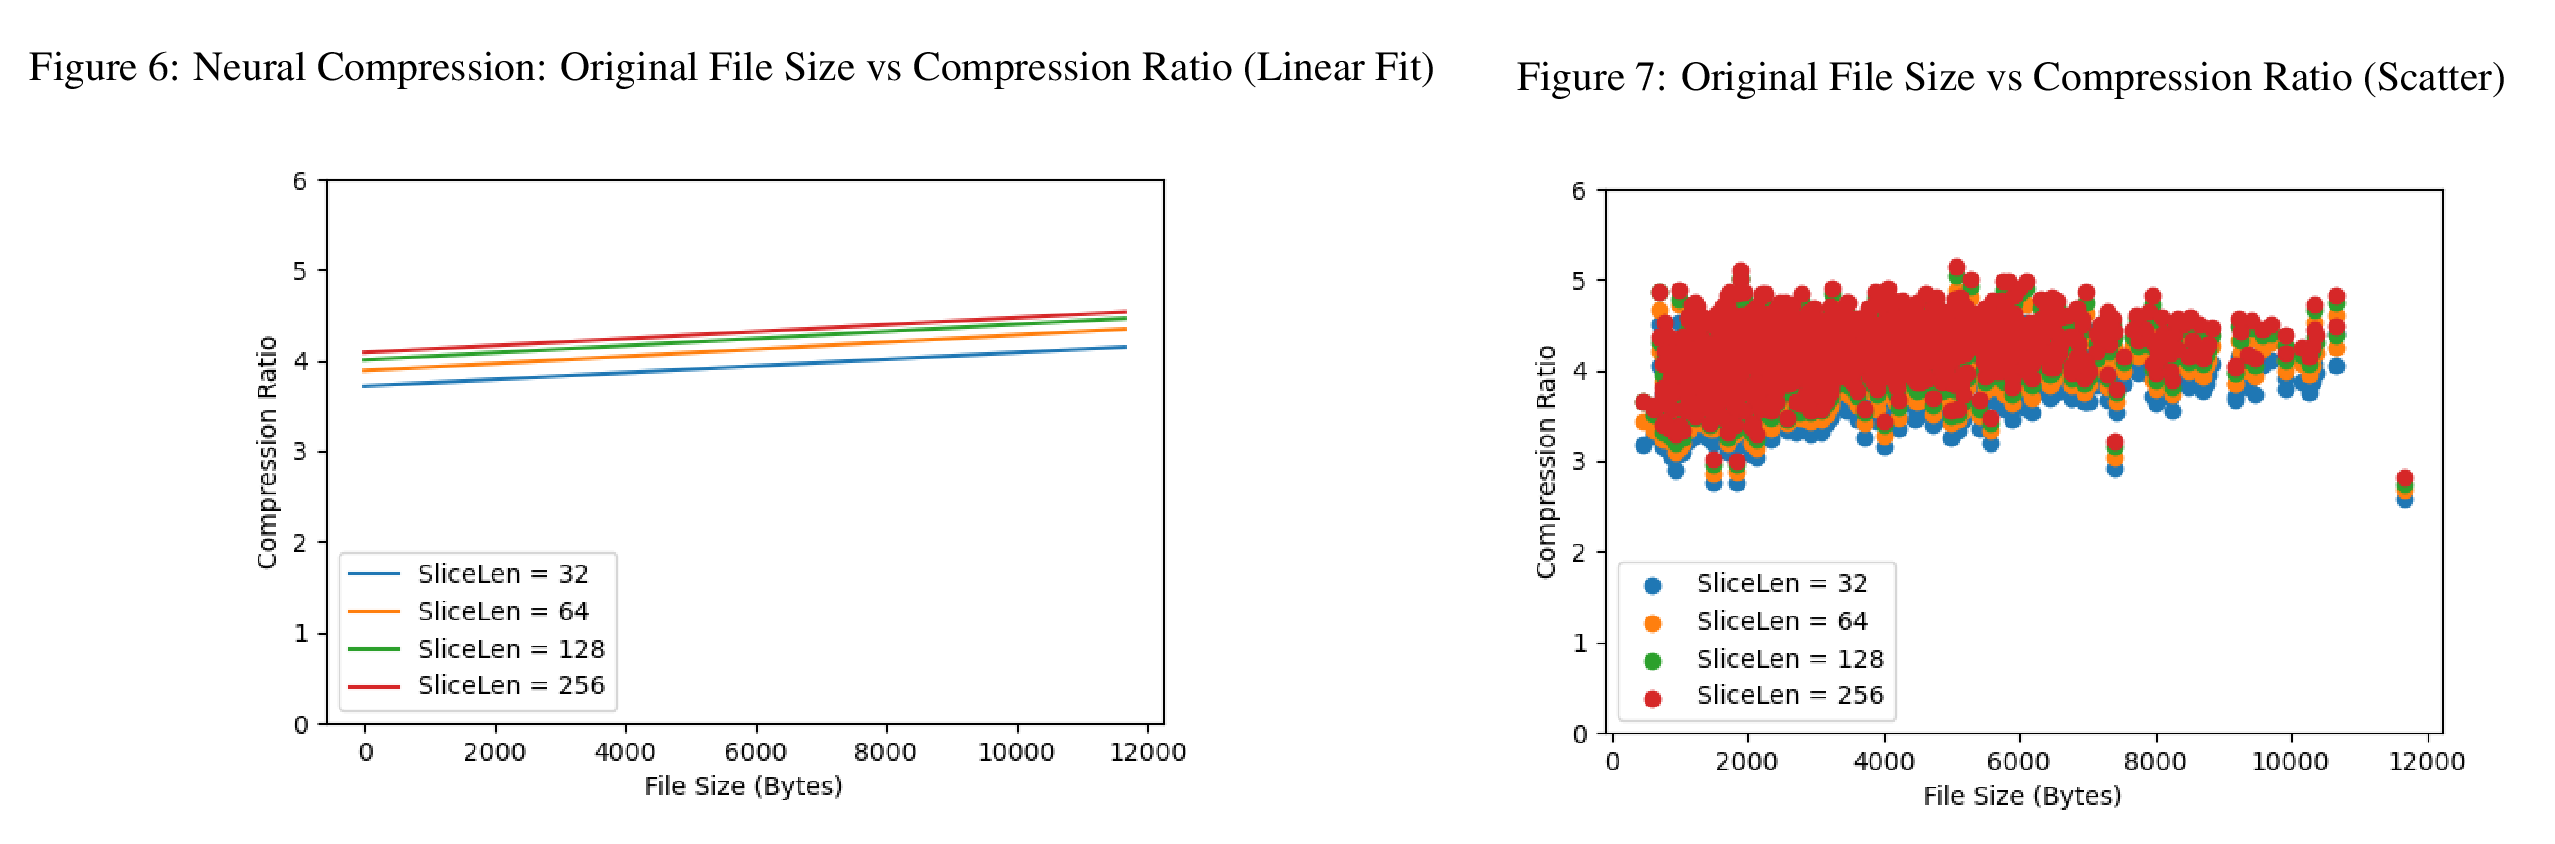 Figure 6: Neural Compression: Original File Size vs Compression Ratio (Linear Fit)
6
5
4
3
2
1
0
Compression Ratio
SliceLen = 32
SliceLen = 64
SliceLen = 128
SliceLen = 256
0 2000 4000 6000 8000 10000 12000
File Size (Bytes)
Figure 7: Original File Size vs Compression Ratio (Scatter)
6
5
4
3
2
1
0
Compression Ratio
SliceLen = 32
SliceLen = 64
SliceLen = 128
SliceLen = 256
0 2000 4000 6000 8000 10000 12000
File Size (Bytes)